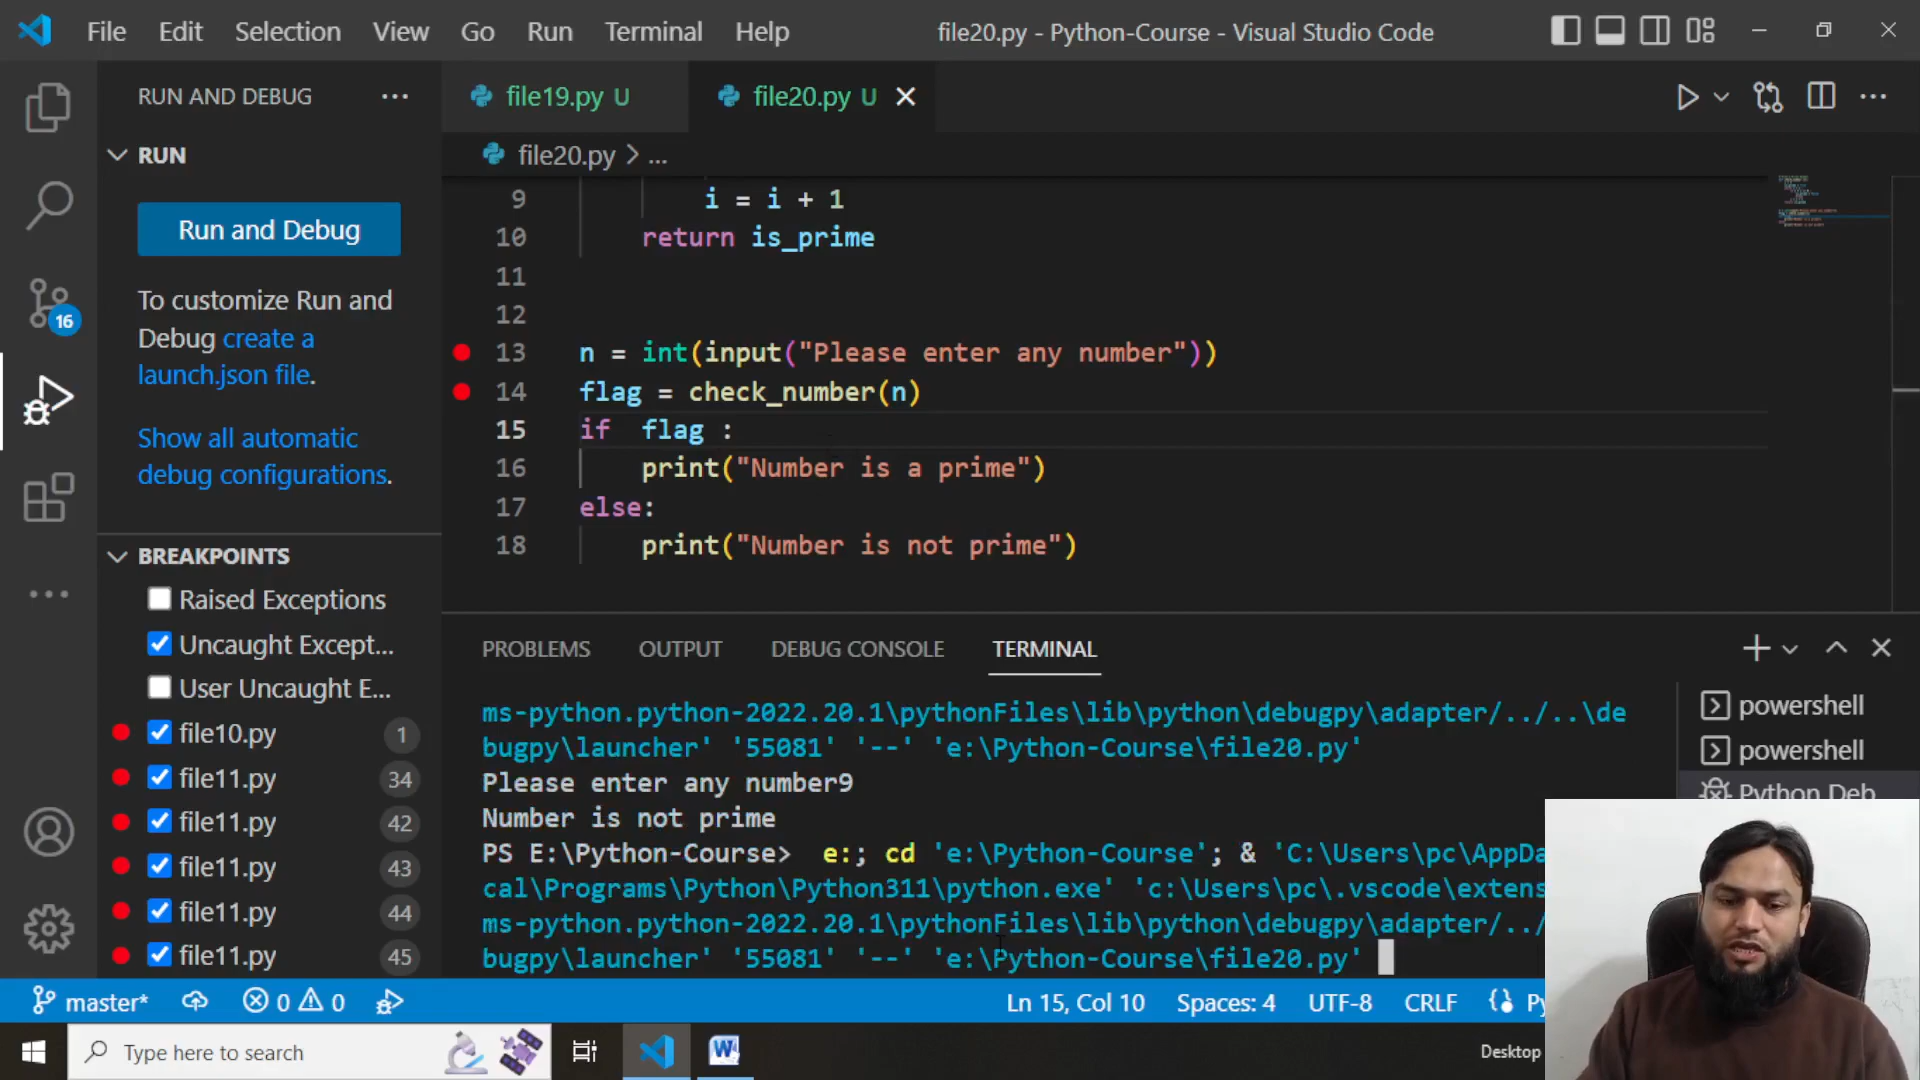 File Edit Selection View Go Run Terminal Help
file20.py - Python-Course - Visual Studio Code
RUN AND DEBUG ...
file19.py U
file20.py U
file20.py > ...
RUN
Run and Debug
To customize Run and
Debug create a
launch.json file.
Show all automatic
debug configurations.
16
9 i = i + 1
10 return is_prime
11
12
13 n = int(input("Please enter any number"))
14 flag = check_number(n)
15 if  flag :
16 print("Number is a prime")
17 else:
18 print("Number is not prime")
BREAKPOINTS
Raised Exceptions
Uncaught Except...
User Uncaught E...
file10.py 1
file11.py 34
file11.py 42
file11.py 43
file11.py 44
file11.py 45
PROBLEMS OUTPUT DEBUG CONSOLE TERMINAL
ms-python.python-2022.20.1\pythonFiles\lib\python\debugpy\adapter/../..\de
bugpy\launcher' '55081' '--' 'e:\Python-Course\file20.py'
Please enter any number9
Number is not prime
PS E:\Python-Course>  e:; cd 'e:\Python-Course'; & 'C:\Users\pc\AppDa
cal\Programs\Python\Python311\python.exe' 'c:\Users\pc\.vscode\extens
ms-python.python-2022.20.1\pythonFiles\lib\python\debugpy\adapter/../
bugpy\launcher' '55081' '--' 'e:\Python-Course\file20.py'
powershell
powershell
Python Deb
master* 0 0
Ln 15, Col 10 Spaces: 4 UTF-8 CRLF Py
Type here to search
Desktop